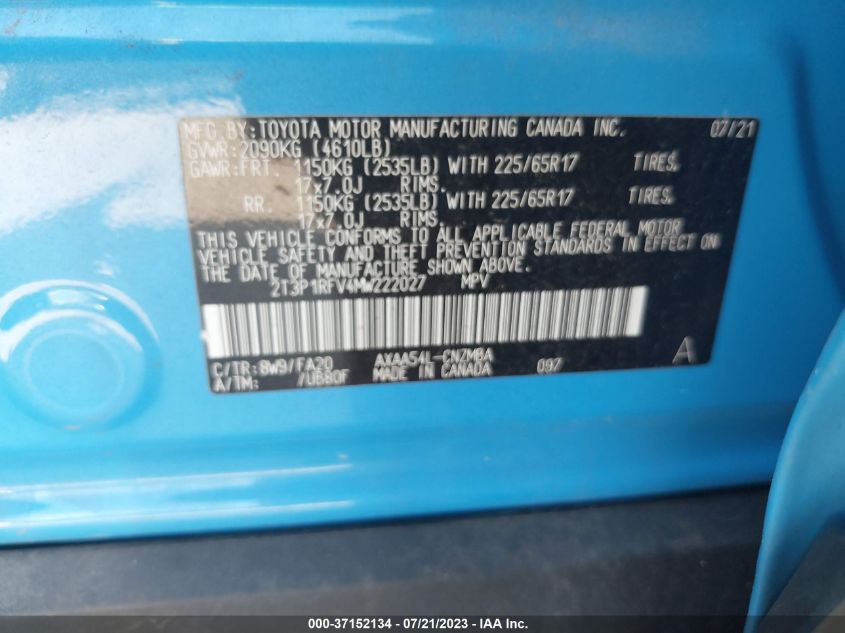 MFG. BY: TOYOTA MOTOR MANUFACTURING CANADA INC. 07/21
GVWR: 2090KG (4610LB)
GAWR: FRT. 1150KG (2535LB) WITH 225/65R17 TIRES,
17x7.0J RIMS.
RR. 1150KG (2535LB) WITH 225/65R17 TIRES,
17x7.0J RIMS.
THIS VEHICLE CONFORMS TO ALL APPLICABLE FEDERAL MOTOR
VEHICLE SAFETY AND THEFT PREVENTION STANDARDS IN EFFECT ON
THE DATE OF MANUFACTURE SHOWN ABOVE.
2T3P1RFV4MW222027 MPV
C/TR: 8W9/FA20 AXAA54L-CNZMBA A
A/TM: /U680F MADE IN CANADA 097
000-37152134 - 07/21/2023 - IAA Inc.